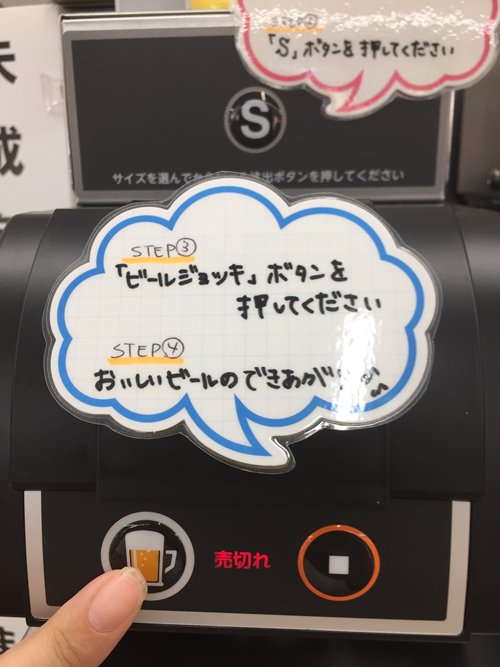 STEP②
「S」ボタンを押してください
S
サイズを選んでから
出ボタンを押してください
STEP③
「ビールジョッキ」ボタンを
押してください
STEP④
おいしいビールのできあがり
売切れ